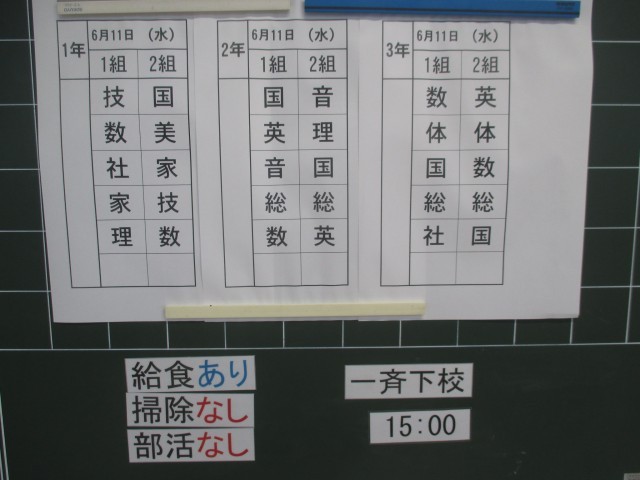 1年 6月11日 (水)
1組 2組
技 国
数 美
社 家
家 技
理 数
2年 6月11日 (水)
1組 2組
国 音
英 理
音 国
総 総
数 英
3年 6月11日 (水)
1組 2組
数 英
体 体
国 数
総 総
社 国
給食あり
掃除なし
部活なし
一斉下校
15:00